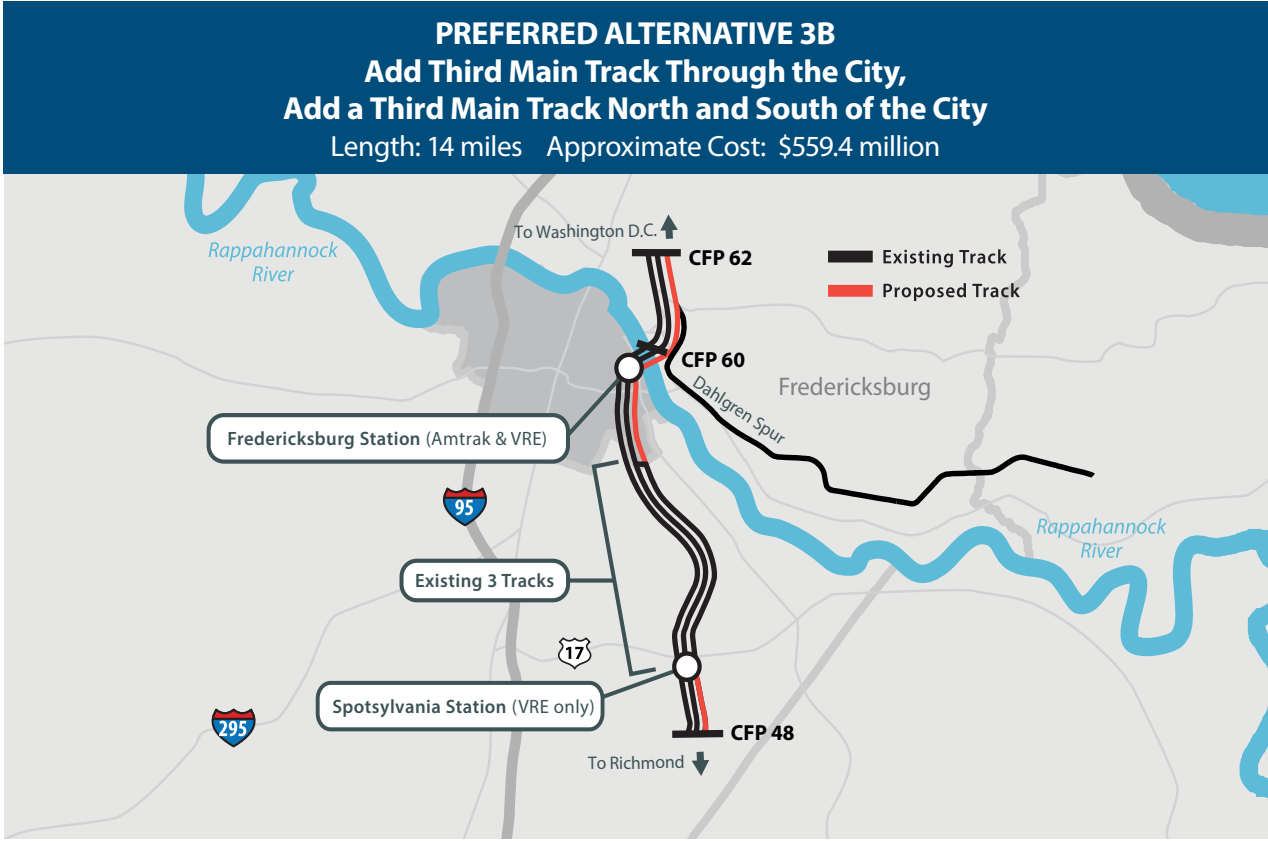 PREFERRED ALTERNATIVE 3B
Add Third Main Track Through the City,
Add a Third Main Track North and South of the City
Length: 14 miles Approximate Cost: $559.4 million
To Washington D.C.
Rappahannock
River
CFP 62
Existing Track
Proposed Track
CFP 60
Dahlgren Spur
Fredericksburg
Fredericksburg Station (Amtrak & VRE)
95
Rappahannock
River
Existing 3 Tracks
17
Spotsylvania Station (VRE only)
295
CFP 48
To Richmond